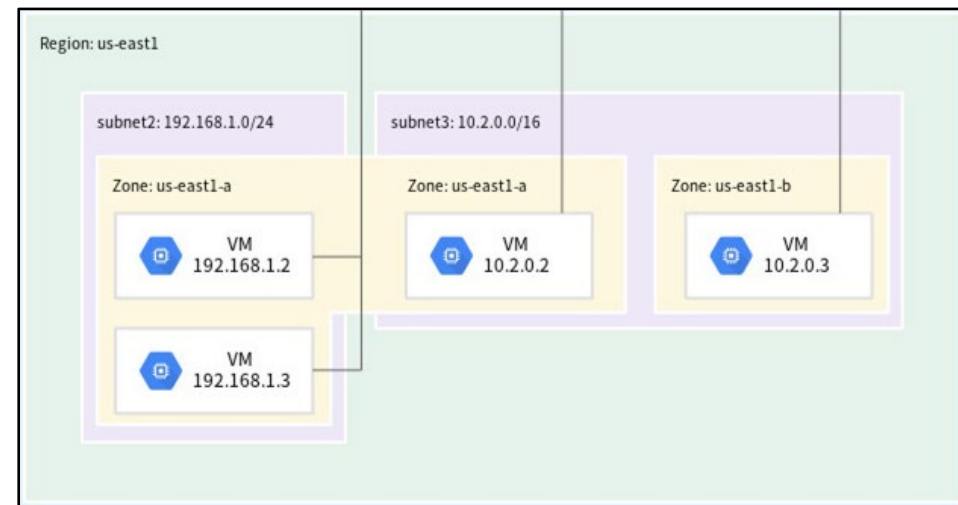 Region: us-east1
subnet2: 192.168.1.0/24
subnet3: 10.2.0.0/16
Zone: us-east1-a
Zone: us-east1-a
Zone: us-east1-b
VM
192.168.1.2
VM
10.2.0.2
VM
10.2.0.3
VM
192.168.1.3